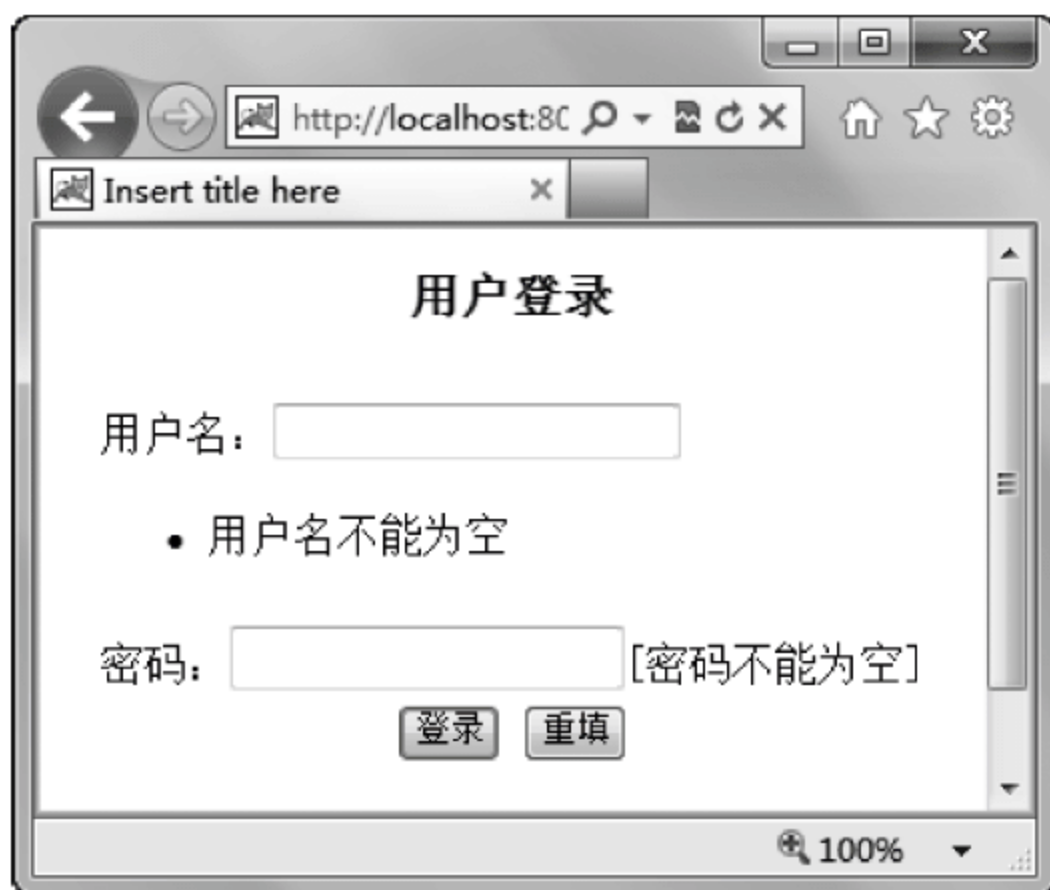 http://localhost:80
Insert title here
用户登录
用户名：
• 用户名不能为空
密码： [密码不能为空]
登录 重填
100%